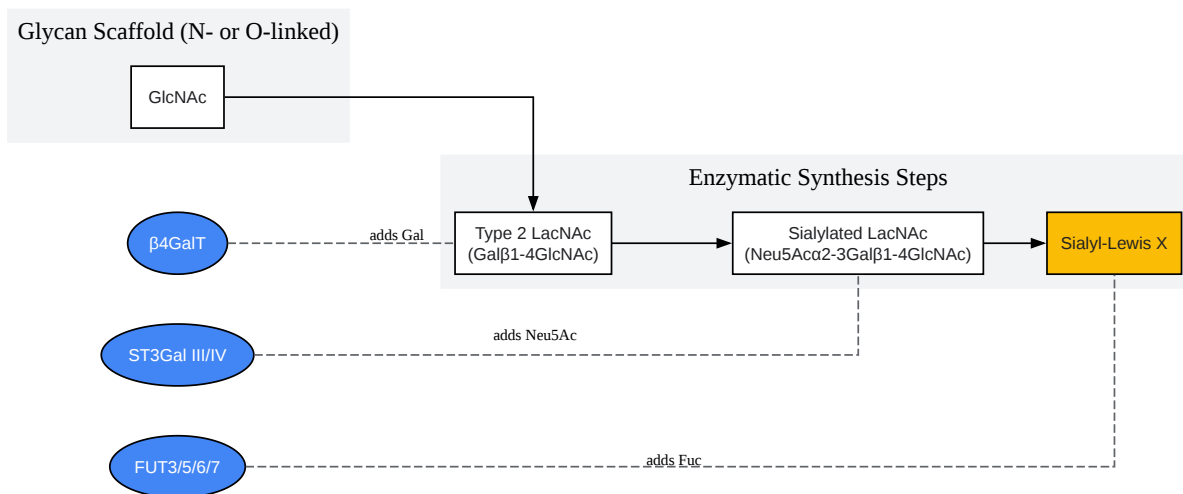 Glycan Scaffold (N- or O-linked)
GlcNAc
Enzymatic Synthesis Steps
β4GalT
adds Gal
Type 2 LacNAc
(Galβ1-4GlcNAc)
Sialylated LacNAc
(Neu5Acα2-3Galβ1-4GlcNAc)
Sialyl-Lewis X
ST3Gal III/IV
adds Neu5Ac
FUT3/5/6/7
adds Fuc